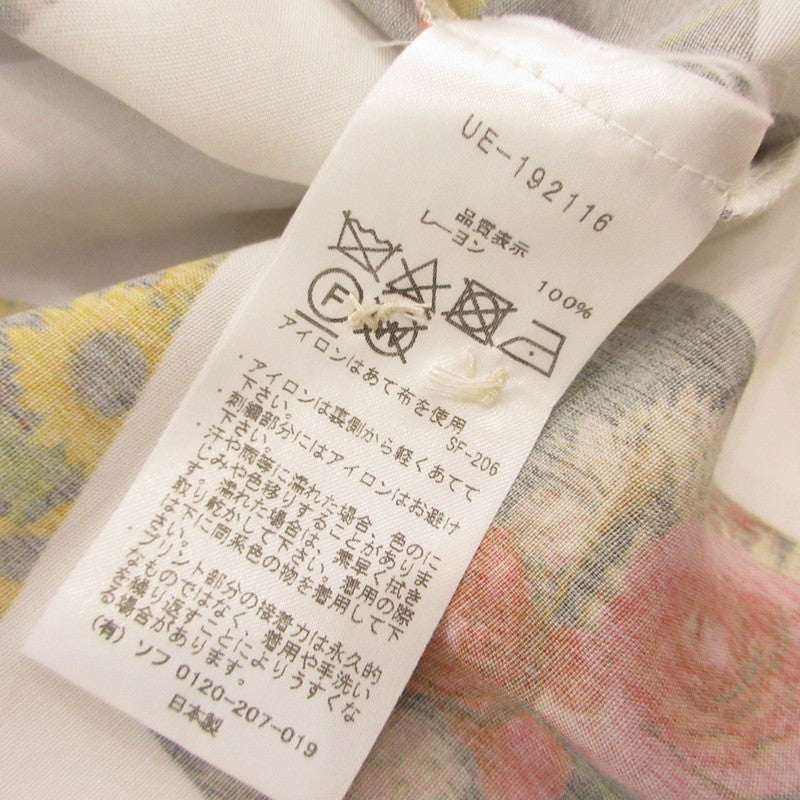 UE-192116
品質表示
レーヨン
100%
F
アイロンはあて布を使用
SF-206
・アイロンは裏側から軽くあてて
下さい。
・刺繍部分にはアイロンはお避け
下さい。
・汗や雨等に濡れた場合、色のに
じみや色移りすることがありま
す。濡れた場合は、素早く拭き
取り乾かして下さい。着用の際
は下に同系色の物を着用して下
さい。
・プリント部分の接着力は永久的
なものではなく、着用や手洗い
を繰り返すことによりうすくな
る場合があります。
(有)ソフ 0120-207-019
日本製